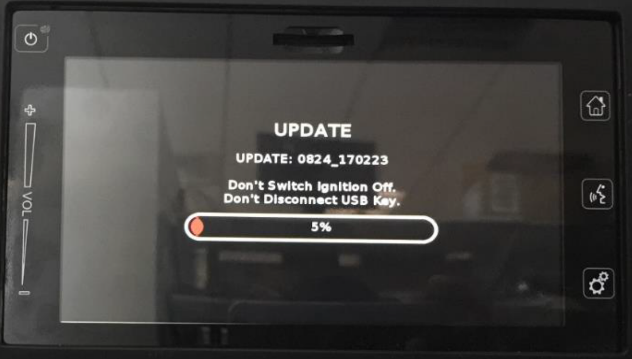 UPDATE
UPDATE: 0824_170223
Don't Switch Ignition Off.
Don't Disconnect USB Key.
5%
VOL